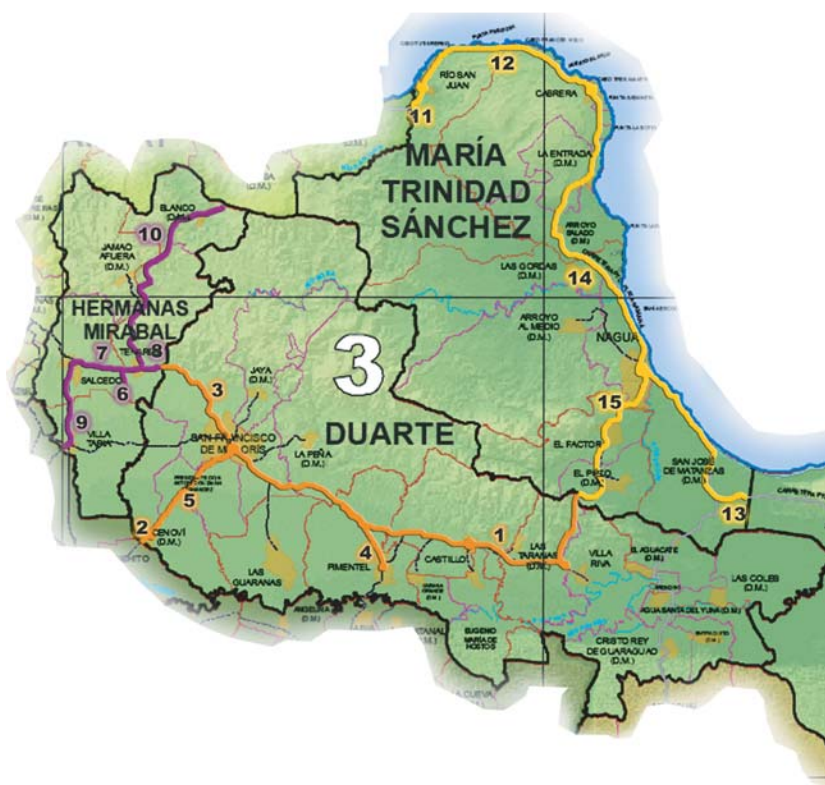 12
RÍO SAN
JUAN
11
CABRERA
MARÍA
TRINIDAD
SÁNCHEZ
LA ENTRADA
(D.M.)
BLANCO
(D.M.)
10
JAMAO
AFUERA
(D.M.)
ARROYO
SALADO
(D.M.)
LAS GORDAS
(D.M.)
14
HERMANAS
MIRABAL
ARROYO
AL MEDIO
(D.M.)
NAGUA
7
8
SALCEDO
6
3
JAYA
(D.M.)
3
15
9
VILLA
TAPIA
SAN FRANCISCO
DE MACORÍS
DUARTE
LA PEÑA
(D.M.)
EL FACTOR
EL POZO
(D.M.)
SAN JOSÉ
DE MATANZAS
(D.M.)
13
5
2
CENOVÍ
(D.M.)
1
4
LAS
GUARANAS
PIMENTEL
CASTILLO
LAS
TARANAS
(D.M.)
VILLA
RIVA
EL AGUACATE
(D.M.)
LAS COLES
(D.M.)
AGUA SANTA DEL YUNA (D.M.)
EUGENIO
MARÍA DE
HOSTOS
CRISTO REY
DE GUARAGUAO
(D.M.)